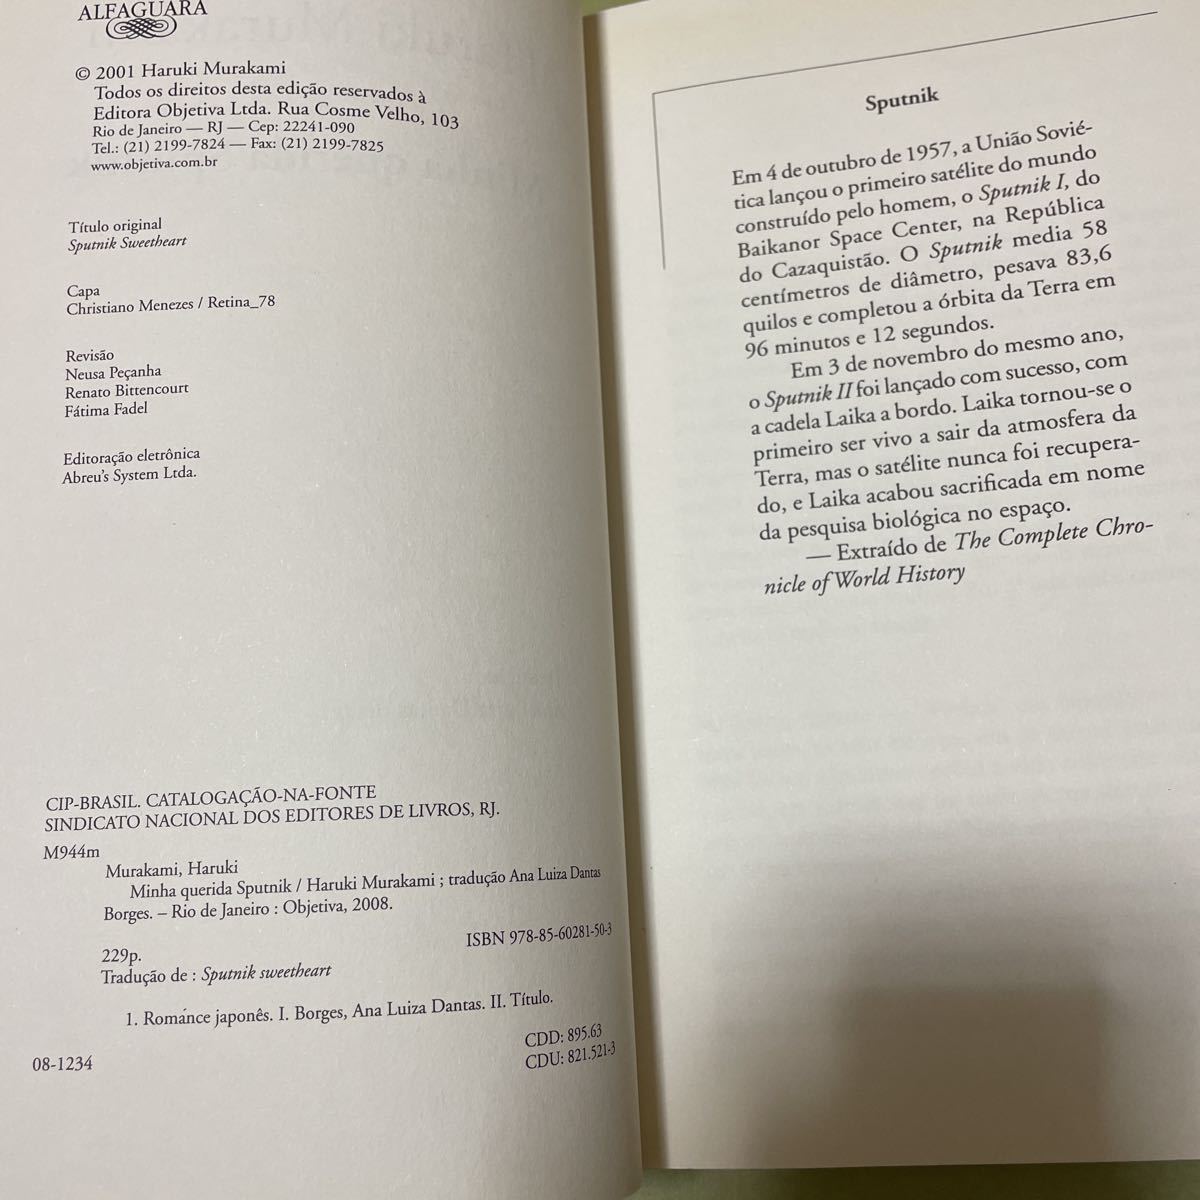 ALFAGUARA
© 2001 Haruki Murakami
Todos os direitos desta edição reservados à
Editora Objetiva Ltda. Rua Cosme Velho, 103
Rio de Janeiro — RJ — Cep: 22241-090
Tel.: (21) 2199-7824 — Fax: (21) 2199-7825
www.objetiva.com.br
Título original
Sputnik Sweetheart
Capa
Christiano Menezes / Retina_78
Revisão
Neusa Peçanha
Renato Bittencourt
Fátima Fadel
Editoração eletrônica
Abreu's System Ltda.
CIP-BRASIL. CATALOGAÇÃO-NA-FONTE
SINDICATO NACIONAL DOS EDITORES DE LIVROS, RJ.
M944m
Murakami, Haruki
Minha querida Sputnik / Haruki Murakami ; tradução Ana Luiza Dantas
Borges. – Rio de Janeiro : Objetiva, 2008.
229p.
ISBN 978-85-60281-50-3
Tradução de : Sputnik sweetheart
1. Romance japonês. I. Borges, Ana Luiza Dantas. II. Título.
08-1234
CDD: 895.63
CDU: 821.521-3
Sputnik
Em 4 de outubro de 1957, a União Sovié-
tica lançou o primeiro satélite do mundo
construído pelo homem, o Sputnik I, do
Baikanor Space Center, na República
do Cazaquistão. O Sputnik media 58
centímetros de diâmetro, pesava 83,6
quilos e completou a órbita da Terra em
96 minutos e 12 segundos.
Em 3 de novembro do mesmo ano,
o Sputnik II foi lançado com sucesso, com
a cadela Laika a bordo. Laika tornou-se o
primeiro ser vivo a sair da atmosfera da
Terra, mas o satélite nunca foi recupera-
do, e Laika acabou sacrificada em nome
da pesquisa biológica no espaço.
— Extraído de The Complete Chro-
nicle of World History